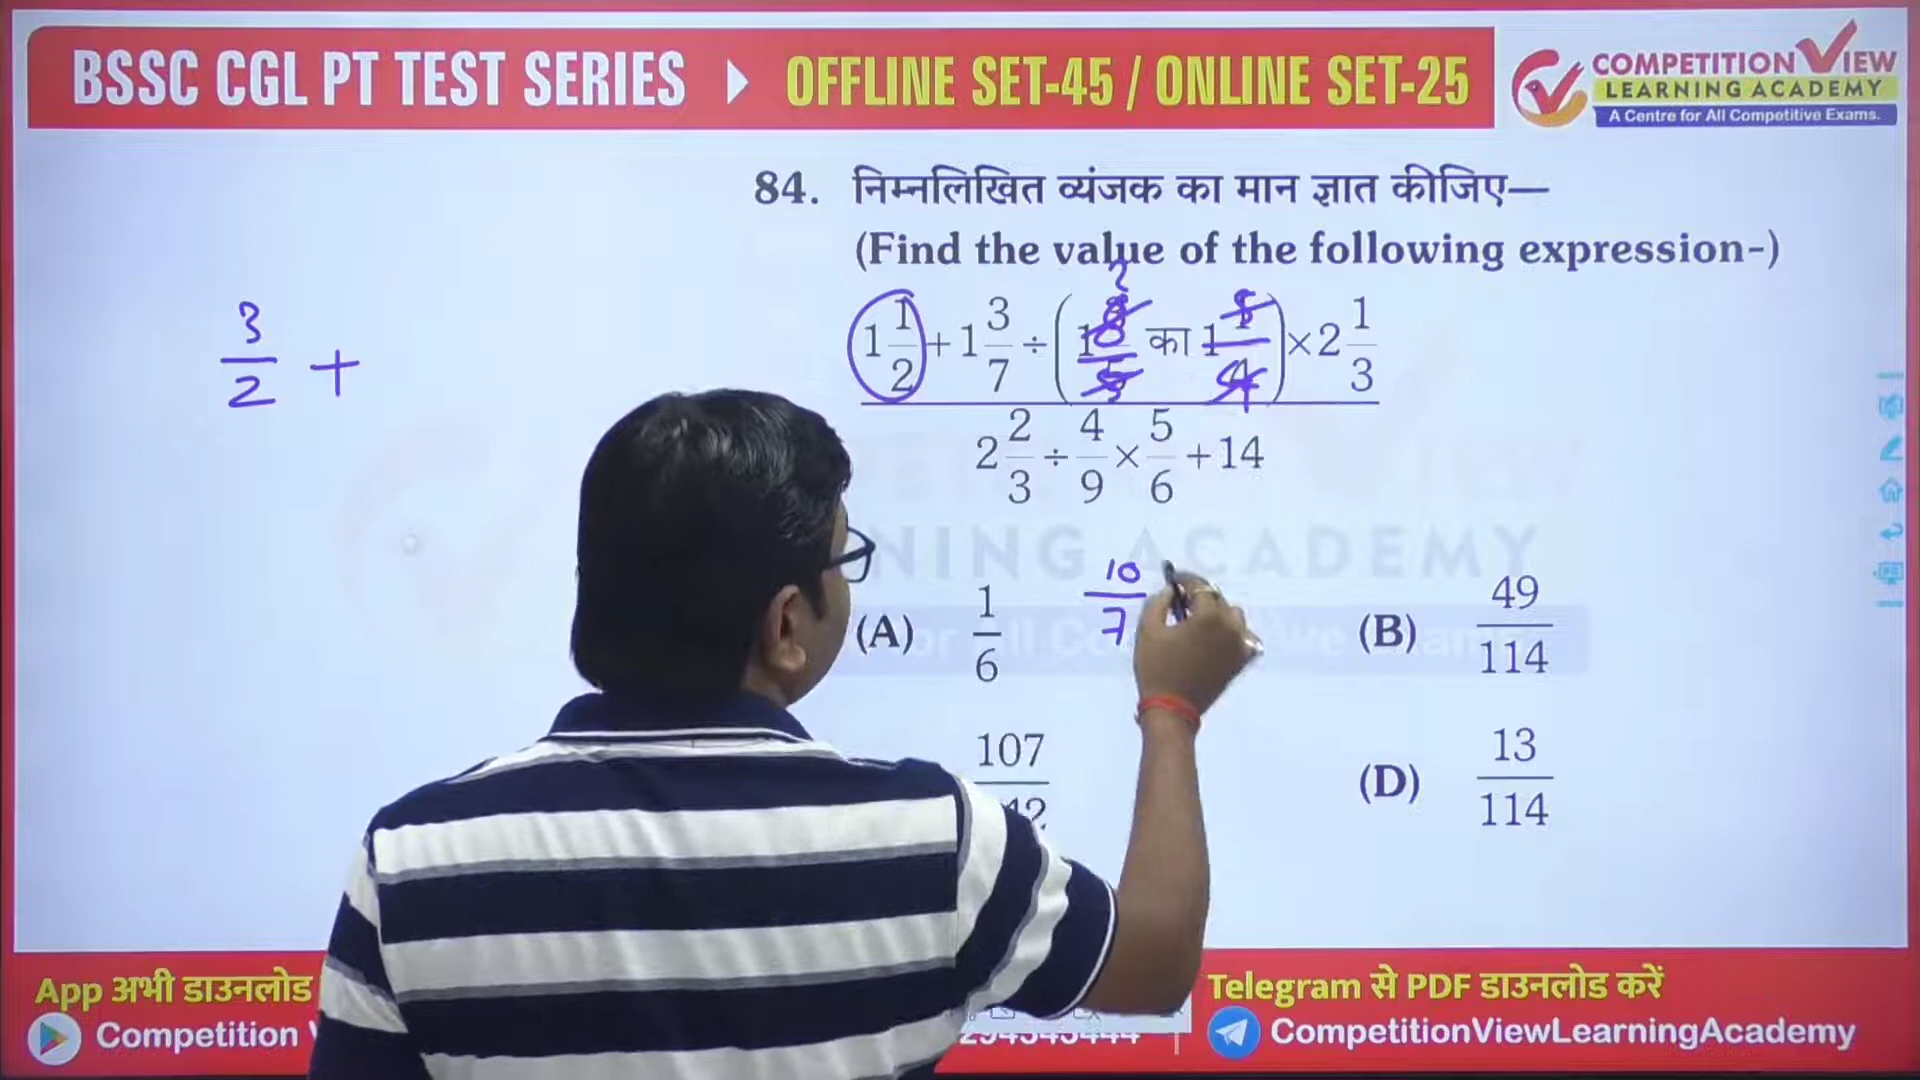 BSSC CGL PT TEST SERIES OFFLINE SET-45 / ONLINE SET-25
COMPETITION VIEW
LEARNING ACADEMY
A Centre for All Competitive Exams.
84. निम्नलिखित व्यंजक का मान ज्ञात कीजिए—
(Find the value of the following expression-)
3/2 +
1 1/2 + 1 3/7 ÷ ( 8/5 का 1 5/4 ) × 2 1/3
2 2/3 ÷ 4/9 × 5/6 + 14
10/7
(A) 1/6
(B) 49/114
107
(D) 13/114
App अभी डाउनलोड
Competition
Telegram से PDF डाउनलोड करें
CompetitionViewLearningAcademy